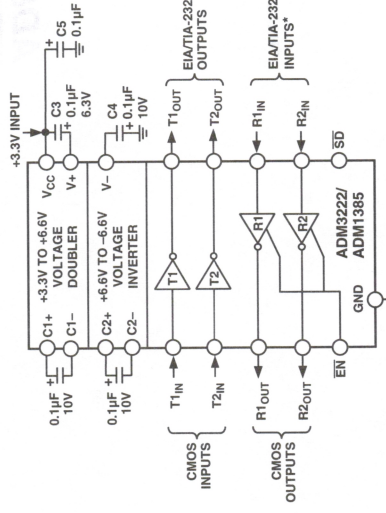 +3.3V INPUT
C5
0.1µF
C3
0.1µF
6.3V
C4
0.1µF
10V
0.1µF
10V
0.1µF
10V
C1+
C1–
C2+
C2–
+3.3V TO +6.6V
VOLTAGE
DOUBLER
+6.6V TO –6.6V
VOLTAGE
INVERTER
VCC
V+
V–
CMOS
INPUTS
T1IN
T2IN
T1
T2
T1OUT
T2OUT
EIA/TIA-232
OUTPUTS
CMOS
OUTPUTS
R1OUT
R2OUT
R1
R2
R1IN
R2IN
EIA/TIA-232
INPUTS*
EN
GND
ADM3222/
ADM1385
SD